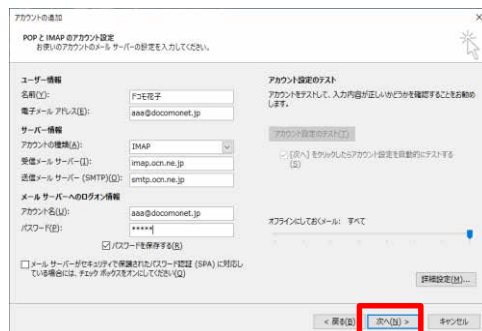 アカウントの追加
POP と IMAP のアカウント設定
お使いのアカウントのメール サーバーの設定を入力してください。
ユーザー情報
名前(Y): ドコモ花子
電子メール アドレス(E): aaa@docomonet.jp
サーバー情報
アカウントの種類(A): IMAP
受信メール サーバー(I): imap.ocn.ne.jp
送信メール サーバー (SMTP)(O): smtp.ocn.ne.jp
メール サーバーへのログオン情報
アカウント名(U): aaa@docomonet.jp
パスワード(P): *****
パスワードを保存する(R)
メール サーバーがセキュリティで保護されたパスワード認証 (SPA) に対応
している場合には、チェック ボックスをオンにしてください(Q)
アカウント設定のテスト
アカウントをテストして、入力内容が正しいかどうかを確認することをお勧め
します。
アカウント設定のテスト(T)
[次へ] をクリックしたらアカウント設定を自動的にテストする
(S)
オフラインにしておくメール: すべて
詳細設定(M)...
< 戻る(B)
次へ(N) >
キャンセル